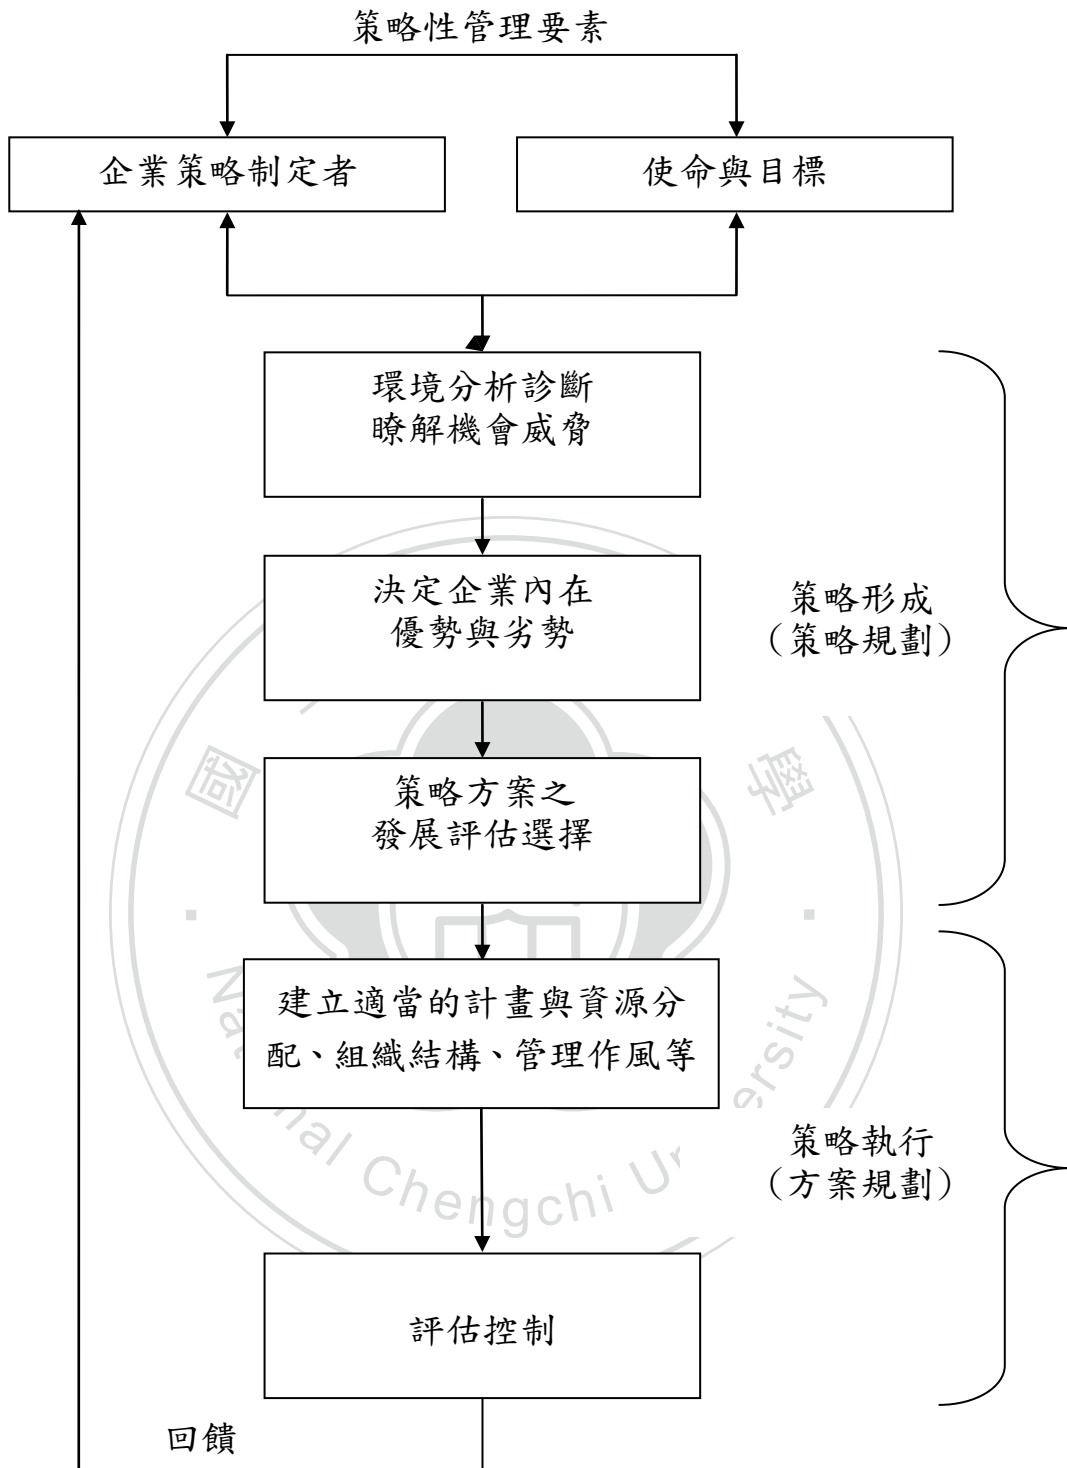 策略性管理要素
企業策略制定者
使命與目標
環境分析診斷
瞭解機會威脅
決定企業內在
優勢與劣勢
策略形成
（策略規劃）
國
學
策略方案之
發展評估選擇
建立適當的計畫與資源分
配、組織結構、管理作風等
策略執行
（方案規劃）
Chengchi
評估控制
回饋